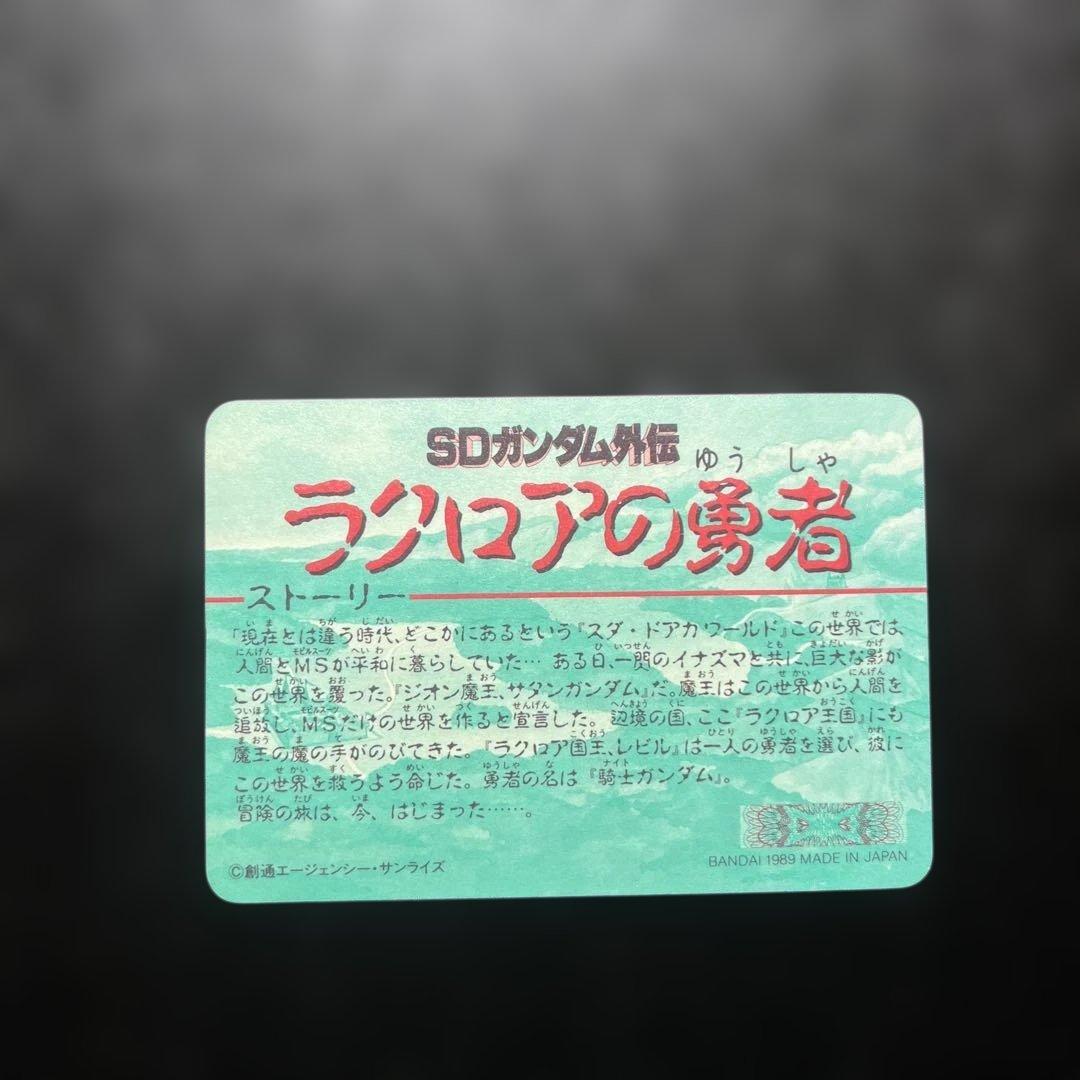 SDガンダム外伝
ラクロアの勇者
ゆう しゃ
ストーリー
「現在とは違う時代、どこかにあるという『スダ・ドアカワールド』この世界では、
人間とMSが平和に暮らしていた… ある日、一閃のイナズマと共に、巨大な影が
この世界を覆った。『ジオン魔王、サタンガンダム』だ。魔王はこの世界から人間を
追放し、MSだけの世界を作ると宣言した。辺境の国、ここ『ラクロア王国』にも
魔王の魔の手がのびてきた。『ラクロア国王、レビル』は一人の勇者を選び、彼に
この世界を救うよう命じた。勇者の名は『騎士ガンダム』。
冒険の旅は、今、はじまった……。
©創通エージェンシー・サンライズ
BANDAI 1989 MADE IN JAPAN